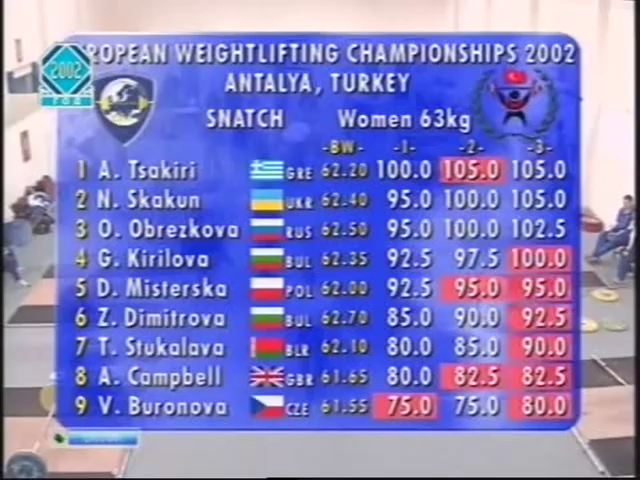 2002
ГОД
ROPEAN WEIGHTLIFTING CHAMPIONSHIPS 2002
ANTALYA, TURKEY
SNATCH Women 63kg
-BW- -1- -2- -3-
1 A. Tsakiri GRE 62.20 100.0 105.0 105.0
2 N. Skakun UKR 62.40 95.0 100.0 105.0
3 O. Obrezkova RUS 62.50 95.0 100.0 102.5
4 G. Kirilova BUL 62.35 92.5 97.5 100.0
5 D. Misterska POL 62.00 92.5 95.0 95.0
6 Z. Dimitrova BUL 62.70 85.0 90.0 92.5
7 T. Stukalava BLR 62.10 80.0 85.0 90.0
8 A. Campbell GBR 61.65 80.0 82.5 82.5
9 V. Buronova CZE 61.55 75.0 75.0 80.0